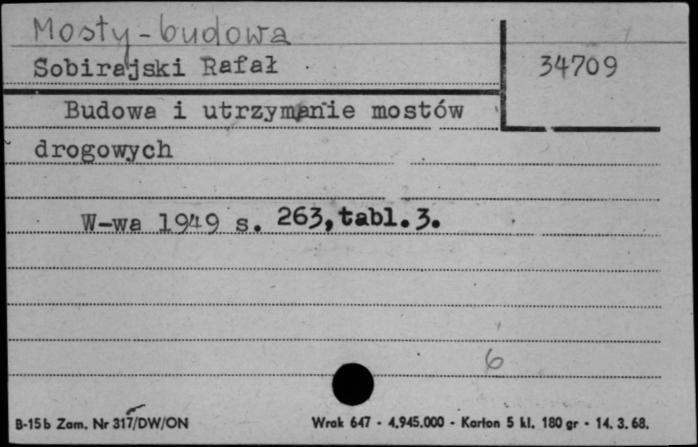 Mosty - budowa
Sobirajski Rafał
34709
Budowa i utrzymanie mostów
drogowych
W-wa 1949 s. 263, tabl. 3.
6
B-15b Zam. Nr 317/DW/ON
Wrak 647 - 4.945.000 - Karton 5 kl. 180 gr - 14. 3. 68.